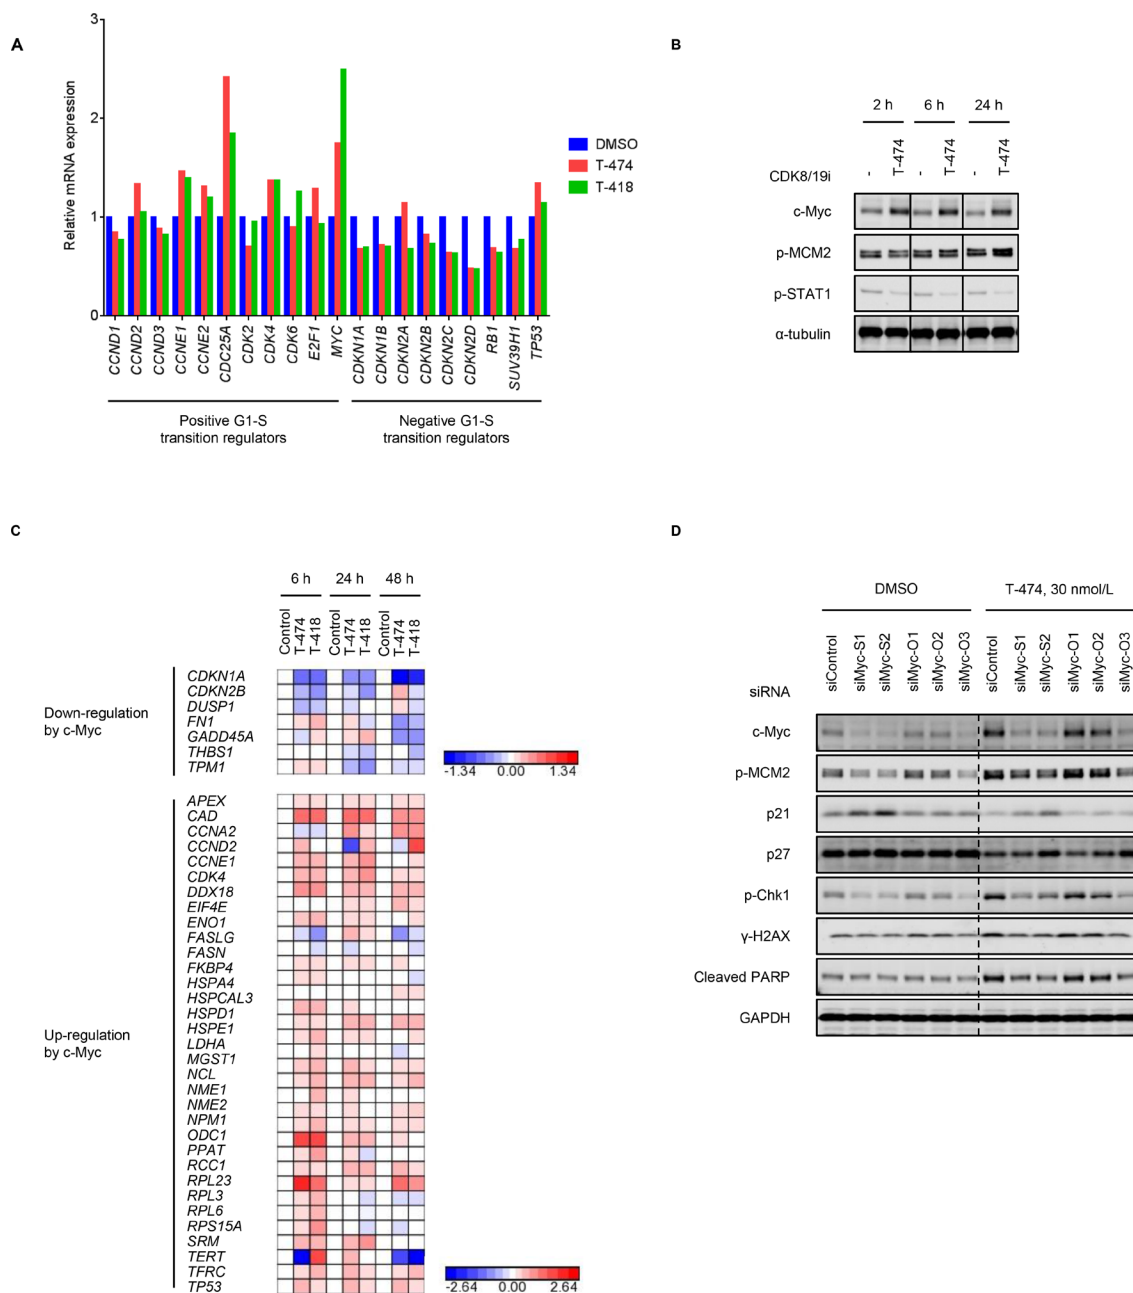 A
Relative mRNA expression
3
2
1
0
DMSO
T-474
T-418
CCND1
CCND2
CCND3
CCNE1
CCNE2
CDC25A
CDK2
CDK4
CDK6
E2F1
MYC
CDKN1A
CDKN1B
CDKN2A
CDKN2B
CDKN2C
CDKN2D
RB1
SUV39H1
TP53
Positive G1-S
transition regulators
Negative G1-S
transition regulators
B
2 h 6 h 24 h
CDK8/19i - T-474 - T-474 - T-474
c-Myc
p-MCM2
p-STAT1
α-tubulin
C
6 h 24 h 48 h
Control T-474 T-418 Control T-474 T-418 Control T-474 T-418
Down-regulation
by c-Myc
CDKN1A
CDKN2B
DUSP1
FN1
GADD45A
THBS1
TPM1
-1.34 0.00 1.34
Up-regulation
by c-Myc
APEX
CAD
CCNA2
CCND2
CCNE1
CDK4
DDX18
EIF4E
ENO1
FASLG
FASN
FKBP4
HSPA4
HSPCAL3
HSPD1
HSPE1
LDHA
MGST1
NCL
NME1
NME2
NPM1
ODC1
PPAT
RCC1
RPL23
RPL3
RPL6
RPS15A
SRM
TERT
TFRC
TP53
-2.64 0.00 2.64
D
DMSO T-474, 30 nmol/L
siRNA siControl siMyc-S1 siMyc-S2 siMyc-O1 siMyc-O2 siMyc-O3 siControl siMyc-S1 siMyc-S2 siMyc-O1 siMyc-O2 siMyc-O3
c-Myc
p-MCM2
p21
p27
p-Chk1
γ-H2AX
Cleaved PARP
GAPDH